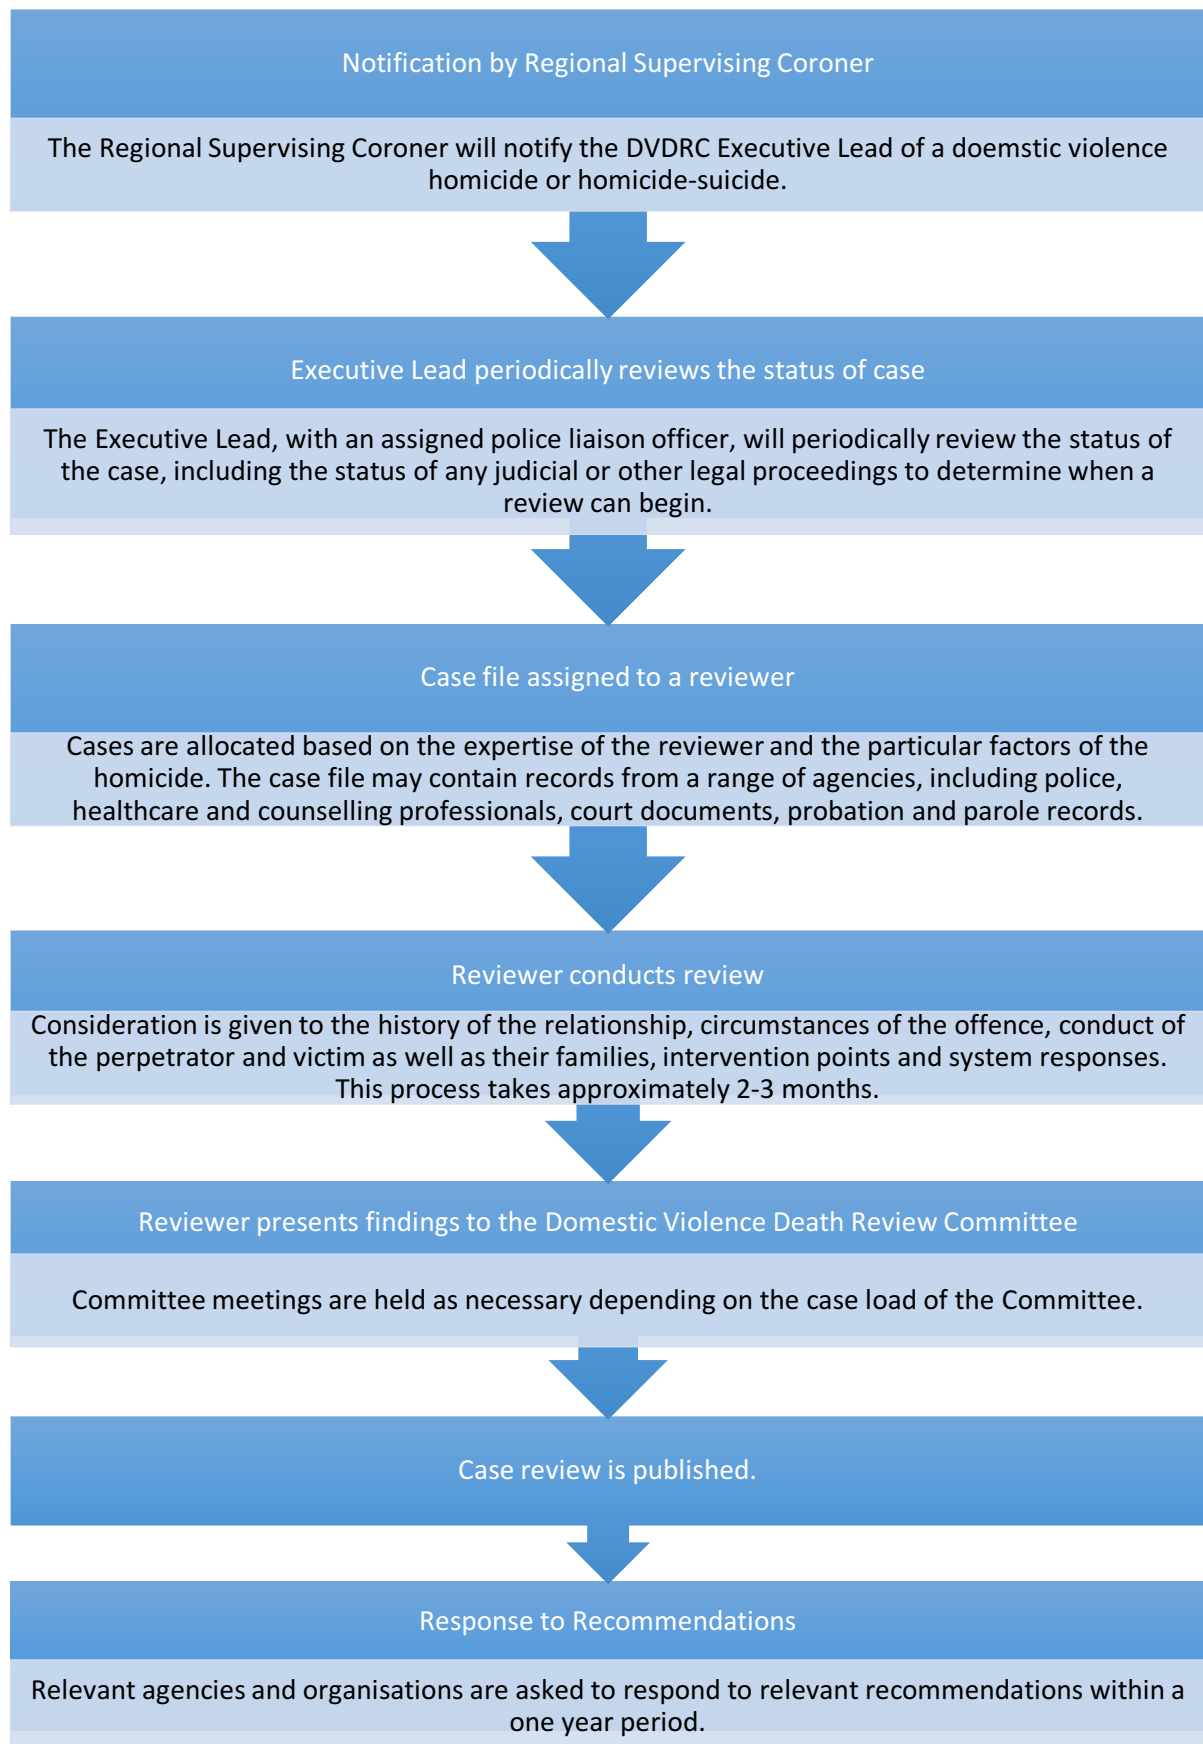 Notification by Regional Supervising Coroner
The Regional Supervising Coroner will notify the DVDRC Executive Lead of a doemstic violence
homicide or homicide-suicide.
Executive Lead periodically reviews the status of case
The Executive Lead, with an assigned police liaison officer, will periodically review the status of
the case, including the status of any judicial or other legal proceedings to determine when a
review can begin.
Case file assigned to a reviewer
Cases are allocated based on the expertise of the reviewer and the particular factors of the
homicide. The case file may contain records from a range of agencies, including police,
healthcare and counselling professionals, court documents, probation and parole records.
Reviewer conducts review
Consideration is given to the history of the relationship, circumstances of the offence, conduct of
the perpetrator and victim as well as their families, intervention points and system responses.
This process takes approximately 2-3 months.
Reviewer presents findings to the Domestic Violence Death Review Committee
Committee meetings are held as necessary depending on the case load of the Committee.
Case review is published.
Response to Recommendations
Relevant agencies and organisations are asked to respond to relevant recommendations within a
one year period.